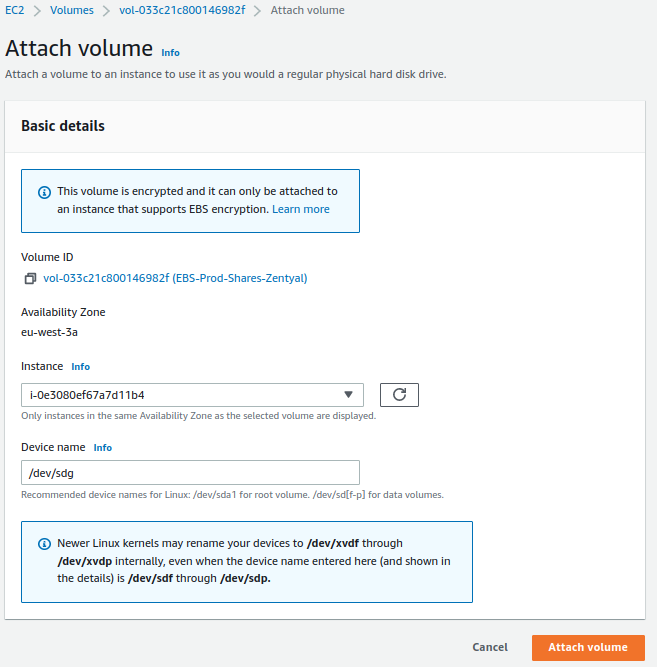 EC2 > Volumes > vol-033c21c800146982f > Attach volume
Attach volume Info
Attach a volume to an instance to use it as you would a regular physical hard disk drive.
Basic details
This volume is encrypted and it can only be attached to
an instance that supports EBS encryption. Learn more
Volume ID
vol-033c21c800146982f (EBS-Prod-Shares-Zentyal)
Availability Zone
eu-west-3a
Instance Info
i-0e3080ef67a7d11b4
Only instances in the same Availability Zone as the selected volume are displayed.
Device name Info
/dev/sdg
Recommended device names for Linux: /dev/sda1 for root volume. /dev/sd[f-p] for data volumes.
Newer Linux kernels may rename your devices to /dev/xvdf through
/dev/xvdp internally, even when the device name entered here (and shown in
the details) is /dev/sdf through /dev/sdp.
Cancel
Attach volume